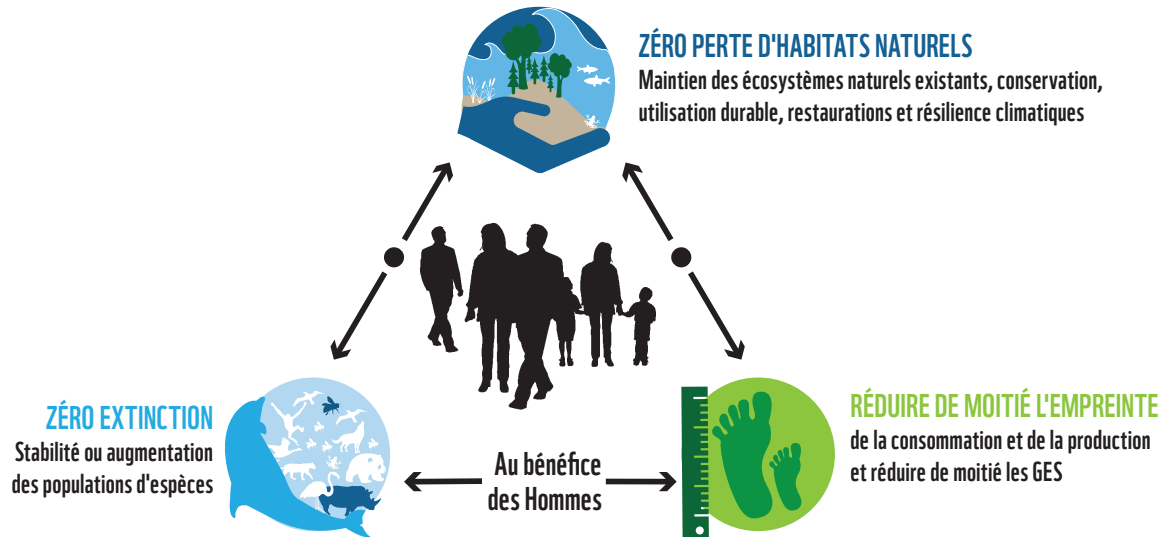 ZÉRO PERTE D'HABITATS NATURELS
Maintien des écosystèmes naturels existants, conservation,
utilisation durable, restaurations et résilience climatiques
ZÉRO EXTINCTION
Stabilité ou augmentation
des populations d'espèces
Au bénéfice
des Hommes
RÉDUIRE DE MOITIÉ L'EMPREINTE
de la consommation et de la production
et réduire de moitié les GES